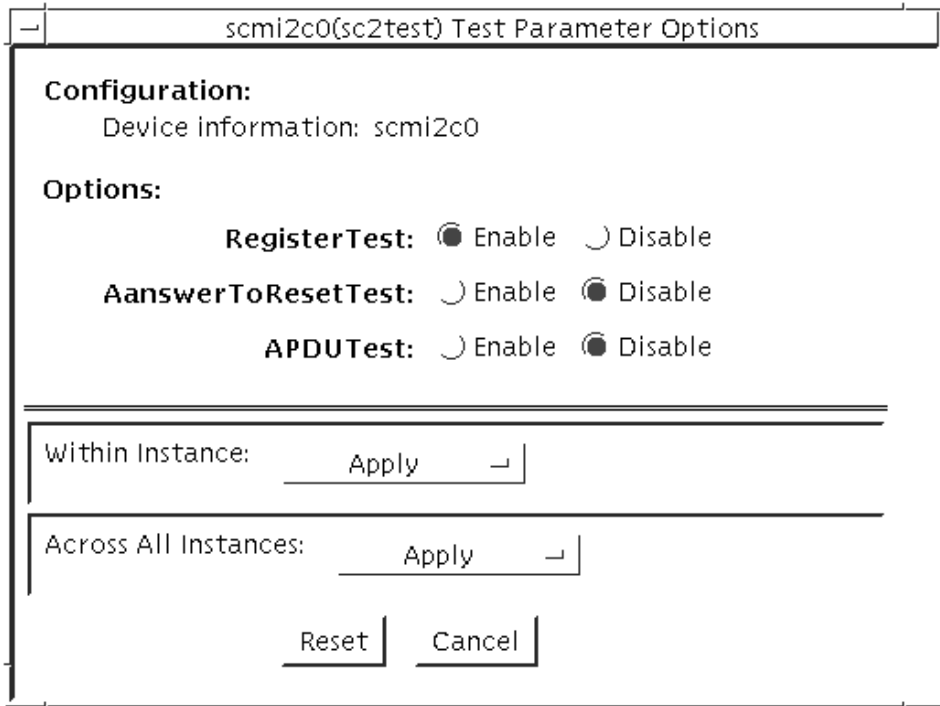 scmi2c0(sc2test) Test Parameter Options
Configuration:
Device information: scmi2c0
Options:
RegisterTest: Enable Disable
AanswerToResetTest: Enable Disable
APDUTest: Enable Disable
Within Instance: Apply
Across All Instances: Apply
Reset Cancel